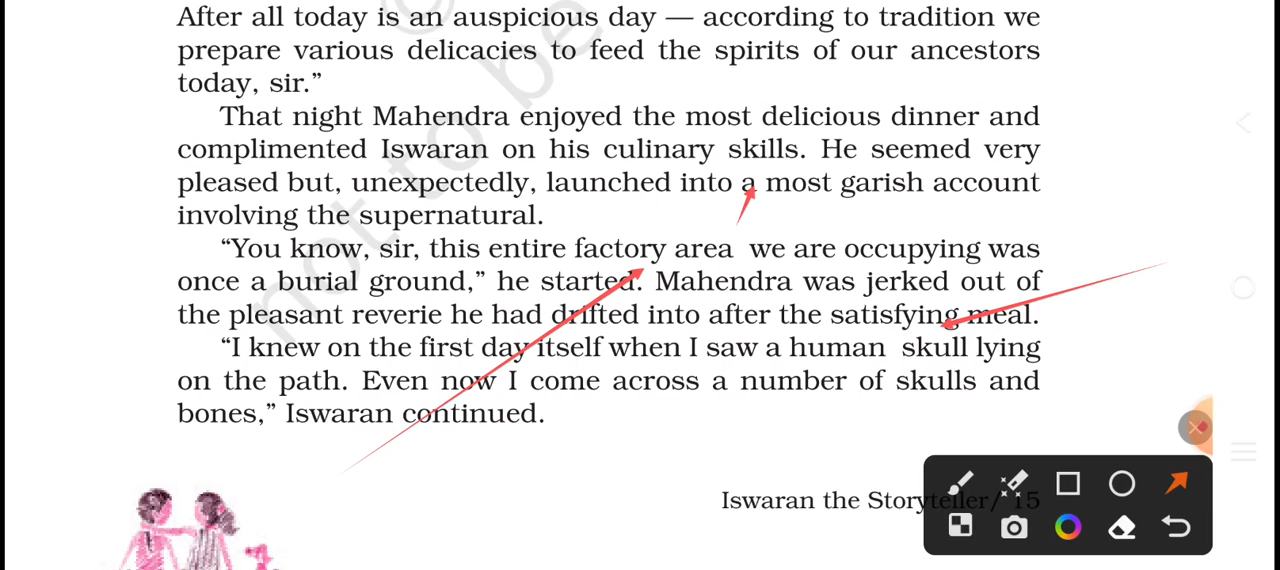 After all today is an auspicious day — according to tradition we
prepare various delicacies to feed the spirits of our ancestors
today, sir.”
That night Mahendra enjoyed the most delicious dinner and
complimented Iswaran on his culinary skills. He seemed very
pleased but, unexpectedly, launched into a most garish account
involving the supernatural.
“You know, sir, this entire factory area we are occupying was
once a burial ground,” he started. Mahendra was jerked out of
the pleasant reverie he had drifted into after the satisfying meal.
“I knew on the first day itself when I saw a human skull lying
on the path. Even now I come across a number of skulls and
bones,” Iswaran continued.
Iswaran the Storyteller/ 15
not to be